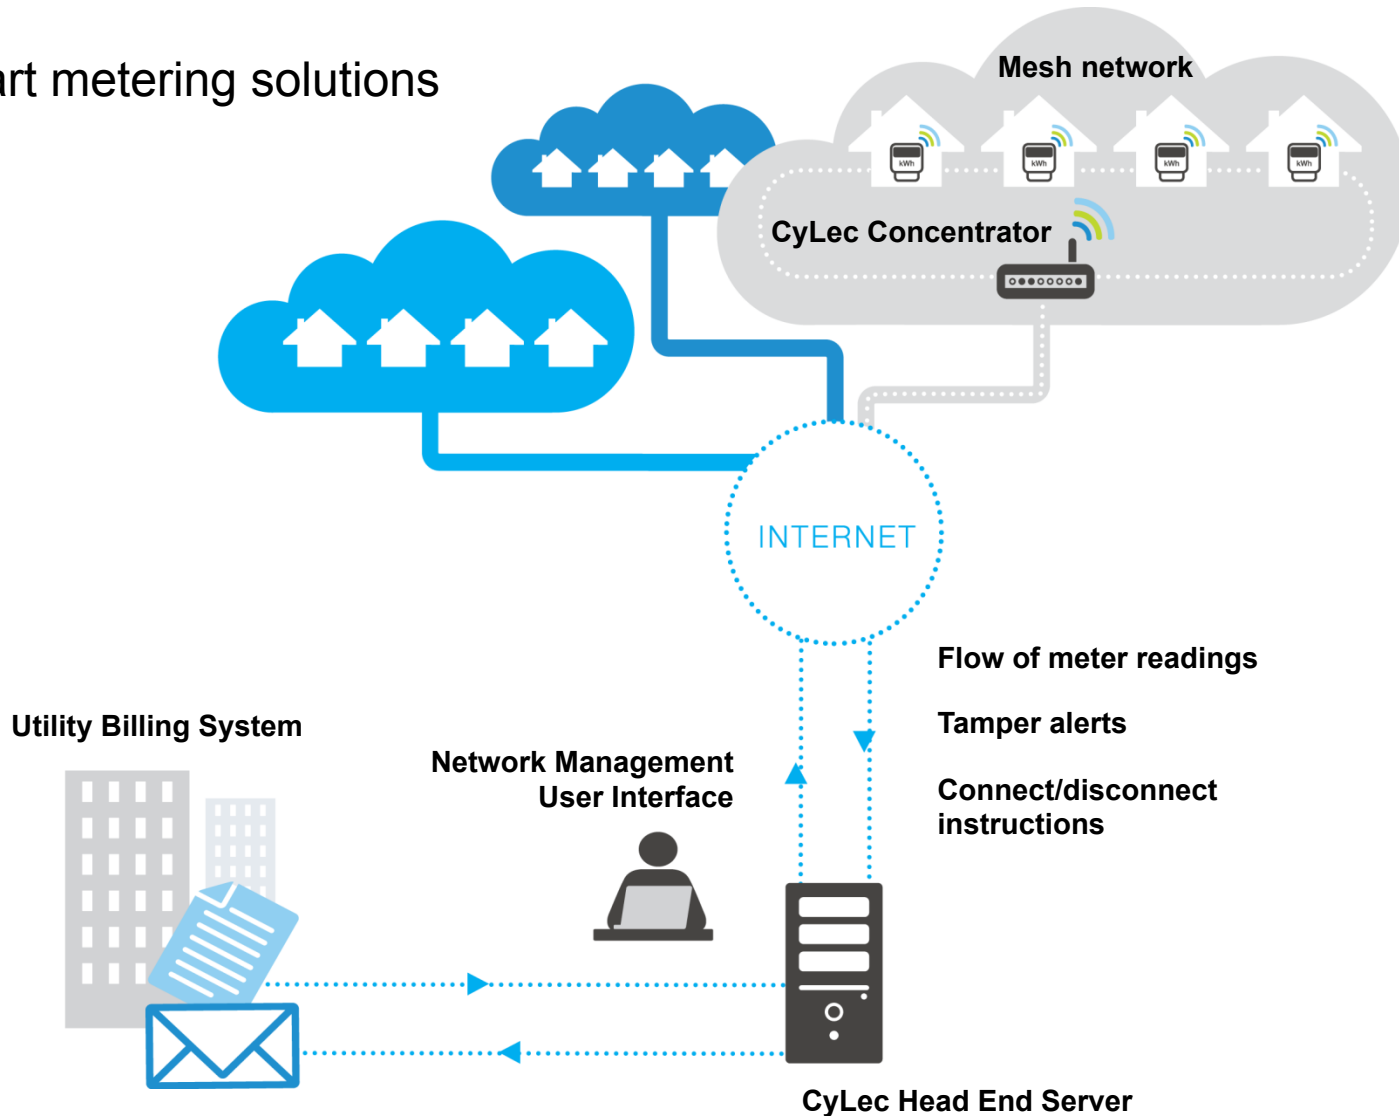 art metering solutions
Mesh network
kWh
kWh
kWh
kWh
CyLec Concentrator
INTERNET
Flow of meter readings
Tamper alerts
Connect/disconnect
instructions
Utility Billing System
Network Management
User Interface
CyLec Head End Server